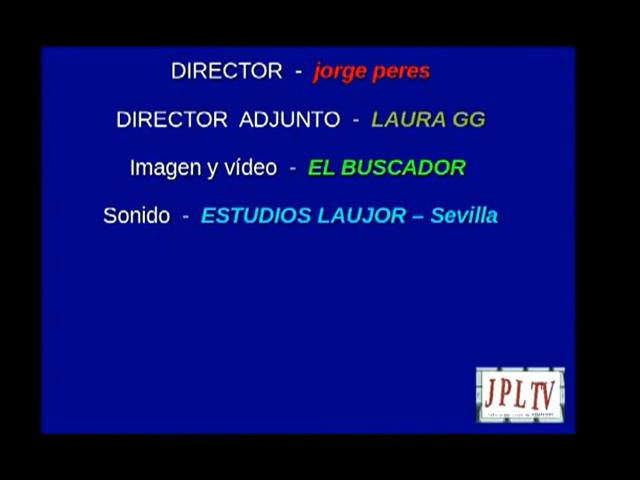 DIRECTOR - jorge peres
DIRECTOR ADJUNTO - LAURA GG
Imagen y vídeo - EL BUSCADOR
Sonido - ESTUDIOS LAUJOR – Sevilla
JPLTV